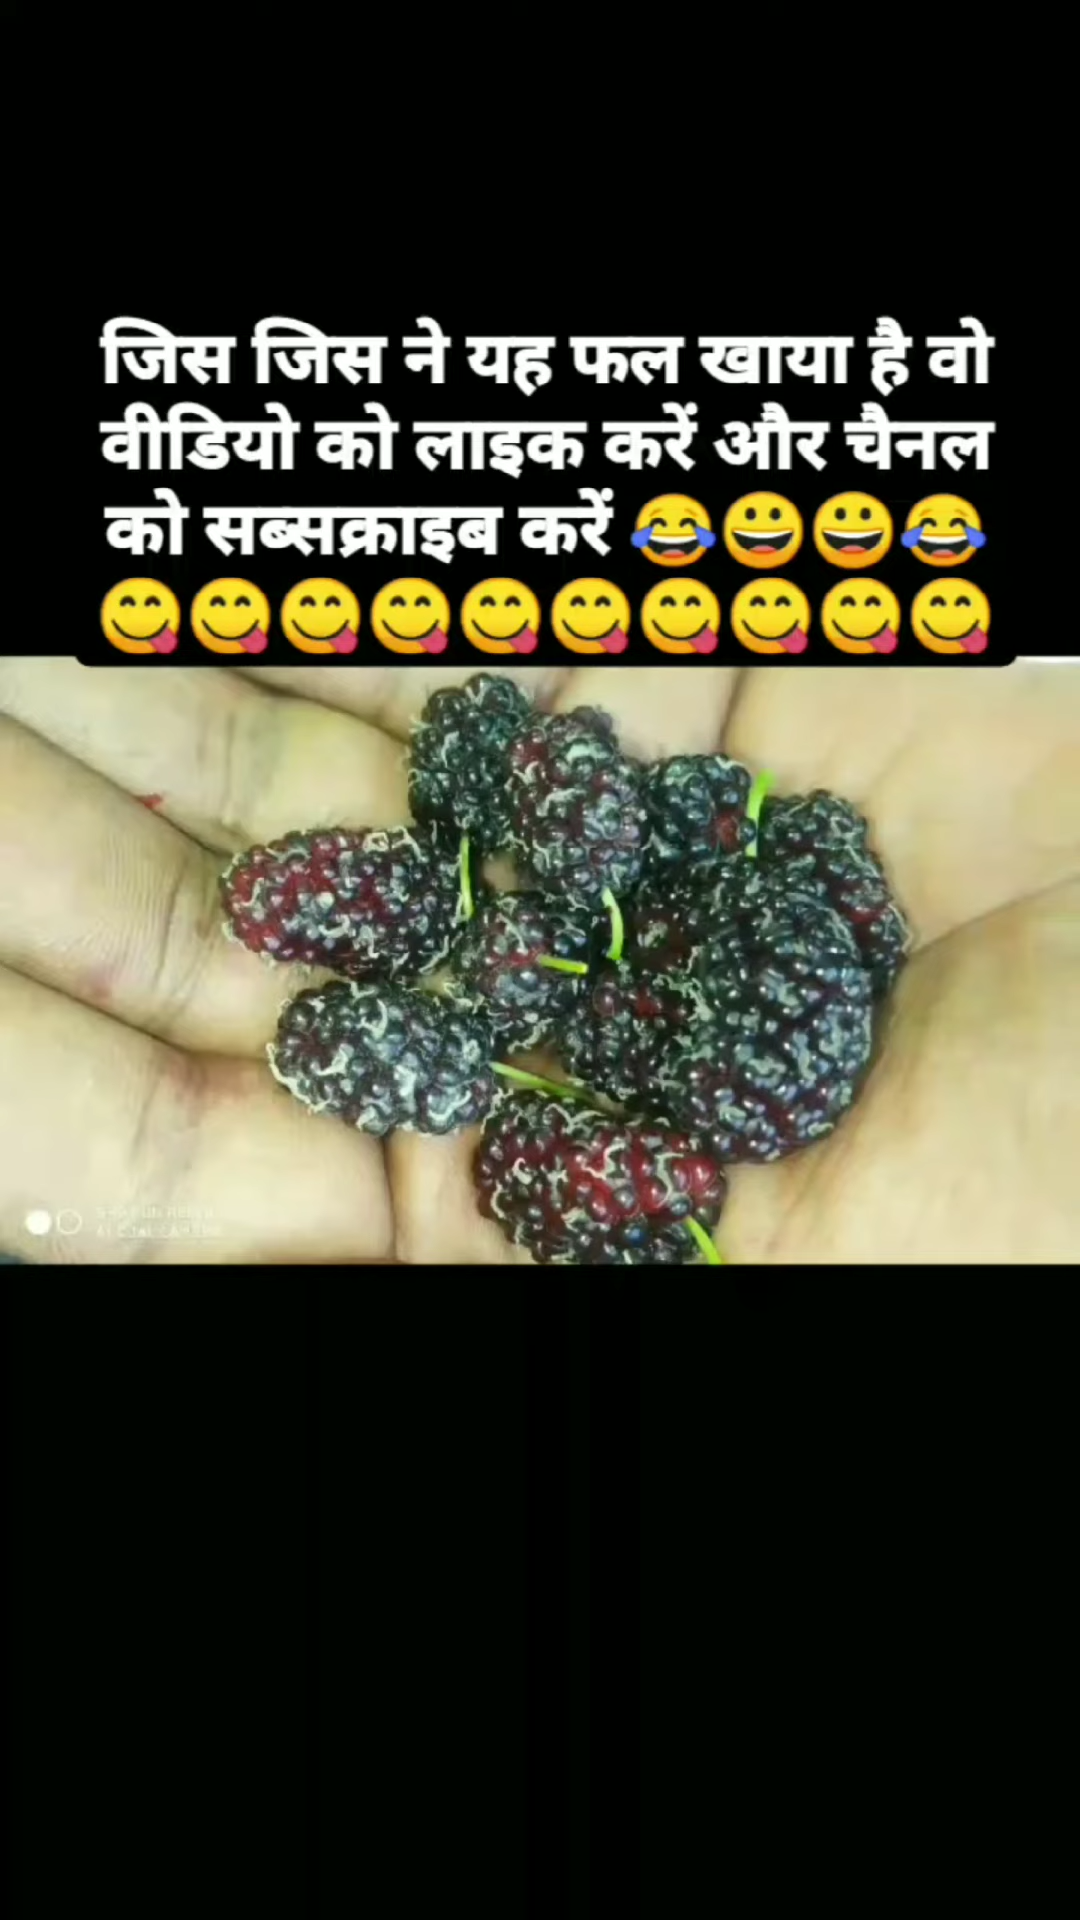 जिस जिस ने यह फल खाया है वो
वीडियो को लाइक करें और चैनल
को सब्सक्राइब करें 😂😀😀😂
😋😋😋😋😋😋😋😋😋😋